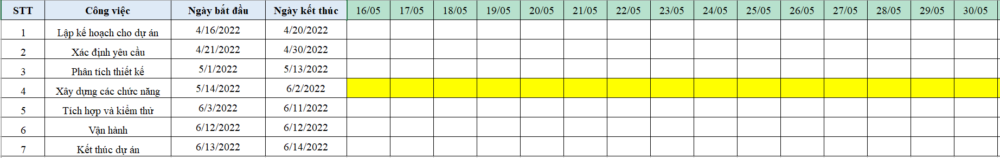 STT Công việc Ngày bắt đầu Ngày kết thúc 16/05 17/05 18/05 19/05 20/05 21/05 22/05 23/05 24/05 25/05 26/05 27/05 28/05 29/05 30/05
1 Lập kế hoạch cho dự án 4/16/2022 4/20/2022
2 Xác định yêu cầu 4/21/2022 4/30/2022
3 Phân tích thiết kế 5/1/2022 5/13/2022
4 Xây dựng các chức năng 5/14/2022 6/2/2022
5 Tích hợp và kiểm thử 6/3/2022 6/11/2022
6 Vận hành 6/12/2022 6/12/2022
7 Kết thúc dự án 6/13/2022 6/14/2022